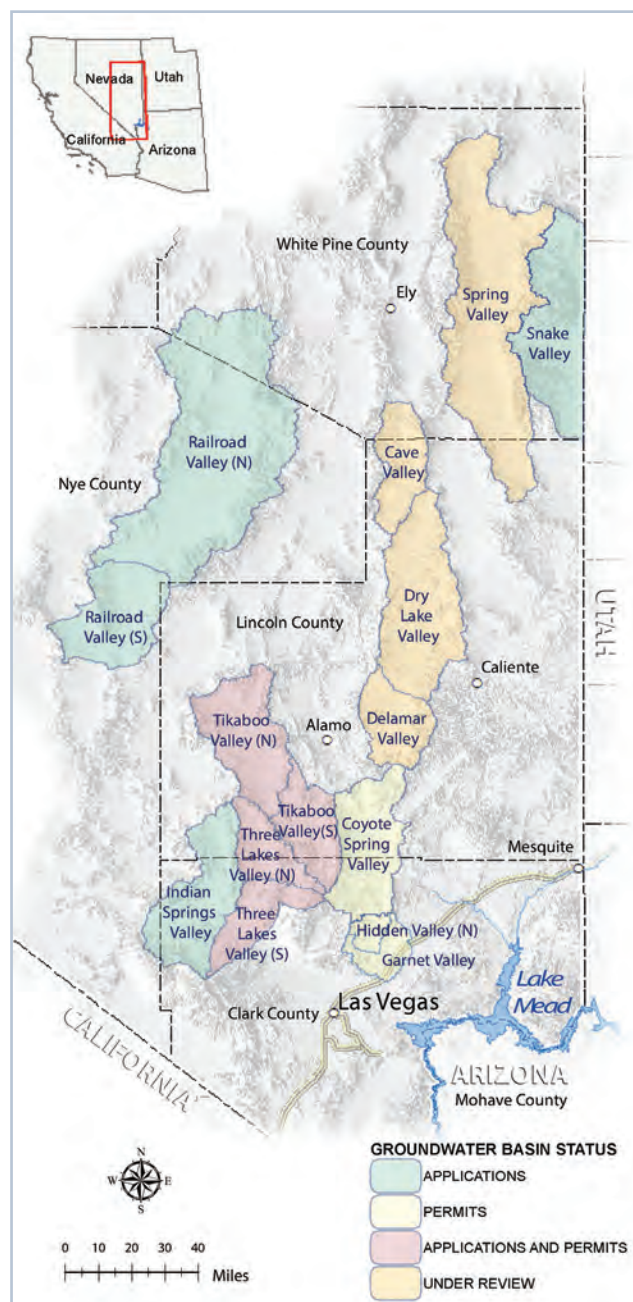 Nevada
Utah
California
Arizona
White Pine County
Ely
Spring
Valley
Snake
Valley
Railroad
Valley (N)
Cave
Valley
Nye County
Dry
Lake
Valley
Railroad
Valley (S)
Lincoln County
UTAH
Caliente
Tikaboo
Valley (N)
Alamo
Delamar
Valley
Tikaboo
Valley(S)
Coyote
Spring
Valley
Three
Lakes
Valley (N)
Mesquite
Indian
Springs
Valley
Three
Lakes
Valley (S)
Hidden Valley (N)
Garnet Valley
Lake
Mead
Las Vegas
Clark County
CALIFORNIA
ARIZONA
Mohave County
N
W E
S
0 10 20 30 40
Miles
GROUNDWATER BASIN STATUS
APPLICATIONS
PERMITS
APPLICATIONS AND PERMITS
UNDER REVIEW